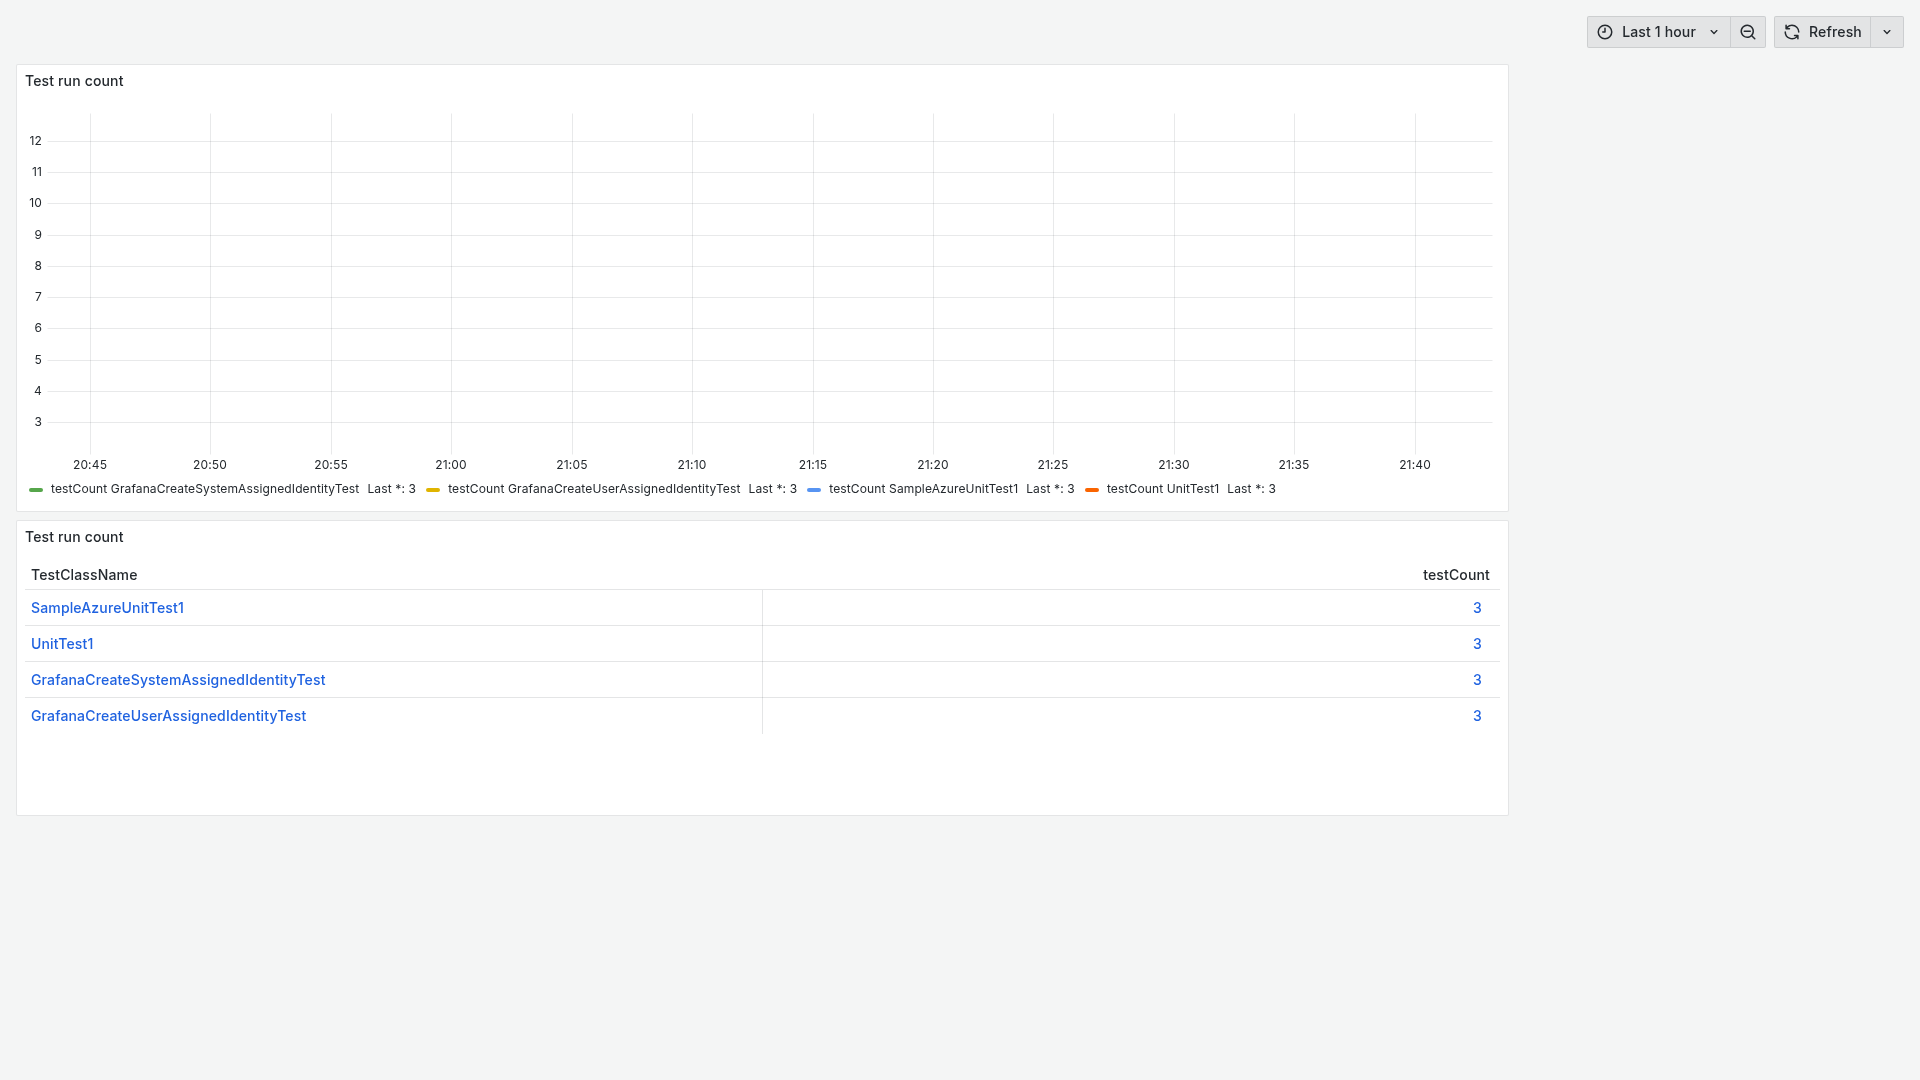 Last 1 hour
Refresh
Test run count
12
11
10
9
8
7
6
5
4
3
20:45 20:50 20:55 21:00 21:05 21:10 21:15 21:20 21:25 21:30 21:35 21:40
testCount GrafanaCreateSystemAssignedIdentityTest Last *: 3 testCount GrafanaCreateUserAssignedIdentityTest Last *: 3 testCount SampleAzureUnitTest1 Last *: 3 testCount UnitTest1 Last *: 3
Test run count
TestClassName testCount
SampleAzureUnitTest1 3
UnitTest1 3
GrafanaCreateSystemAssignedIdentityTest 3
GrafanaCreateUserAssignedIdentityTest 3